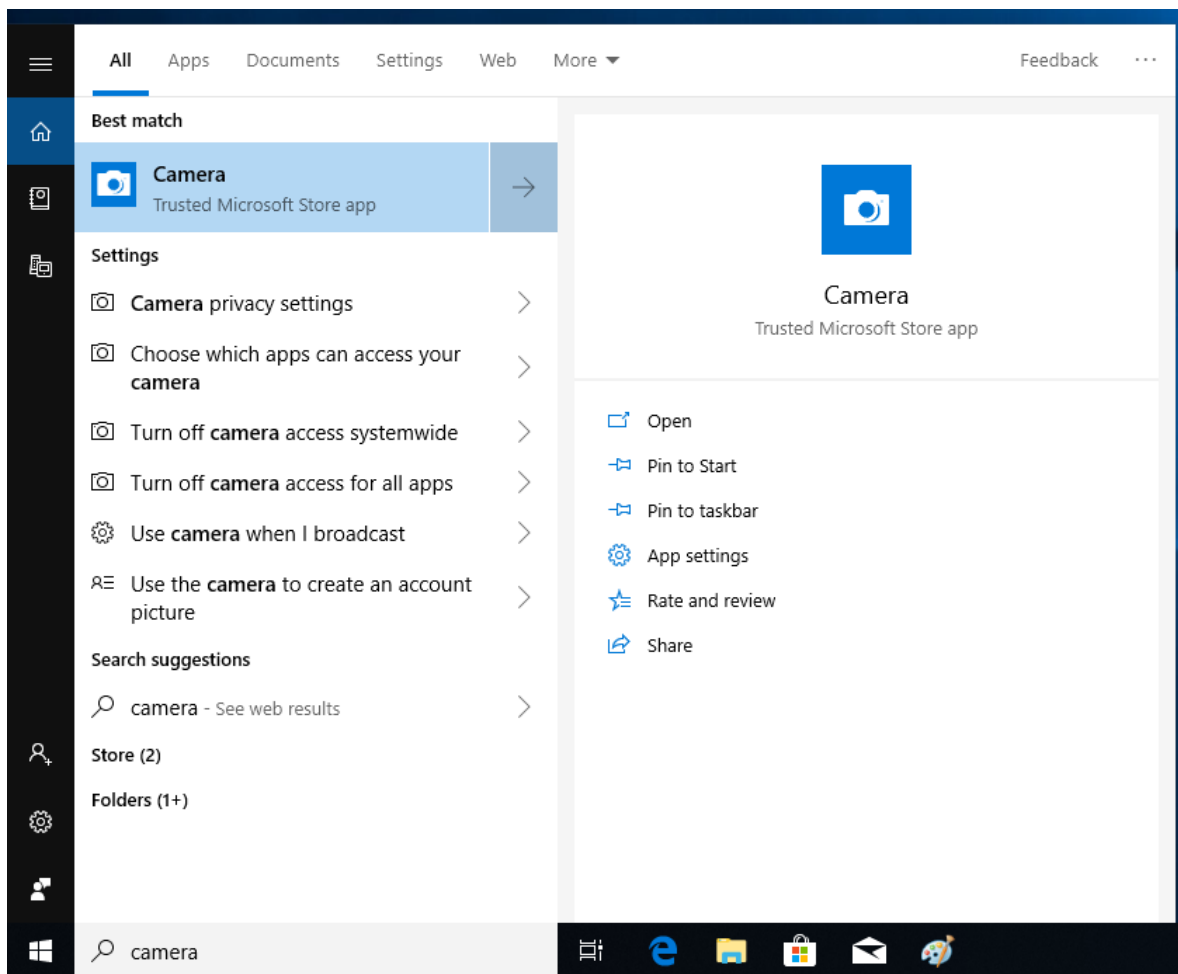 All Apps Documents Settings Web More Feedback ...
Best match
Camera
Trusted Microsoft Store app
Settings
Camera privacy settings
Choose which apps can access your
camera
Turn off camera access systemwide
Turn off camera access for all apps
Use camera when I broadcast
Use the camera to create an account
picture
Search suggestions
camera - See web results
Store (2)
Folders (1+)
Camera
Trusted Microsoft Store app
Open
Pin to Start
Pin to taskbar
App settings
Rate and review
Share
camera